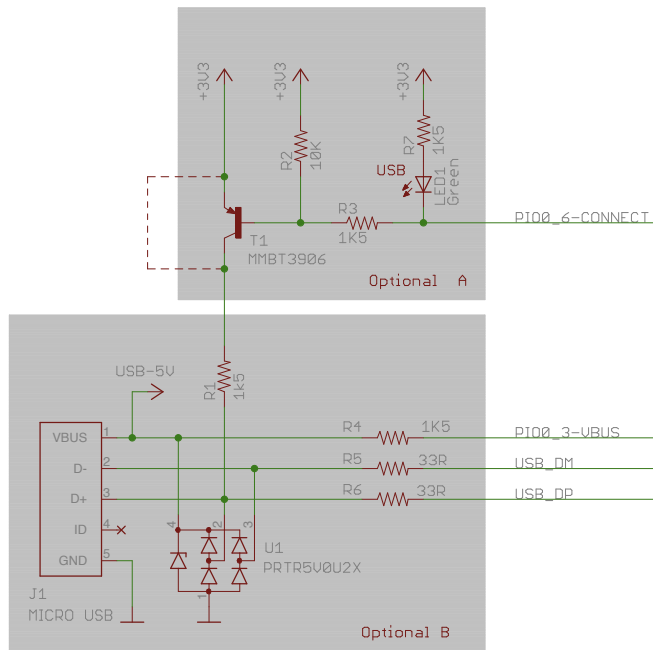 +3V3
+3V3
+3V3
R2
10K
R7
1K5
USB
LED1
Green
R3
1K5
PIO0_6-CONNECT
T1
MMBT3906
Optional A
USB-5V
R1
1k5
VBUS
1
R4
1K5
PIO0_3-VBUS
D-
2
R5
33R
USB_DM
D+
3
R6
33R
USB_DP
ID
4
4
2
3
GND
5
U1
PRTR5V0U2X
1
J1
MICRO USB
Optional B